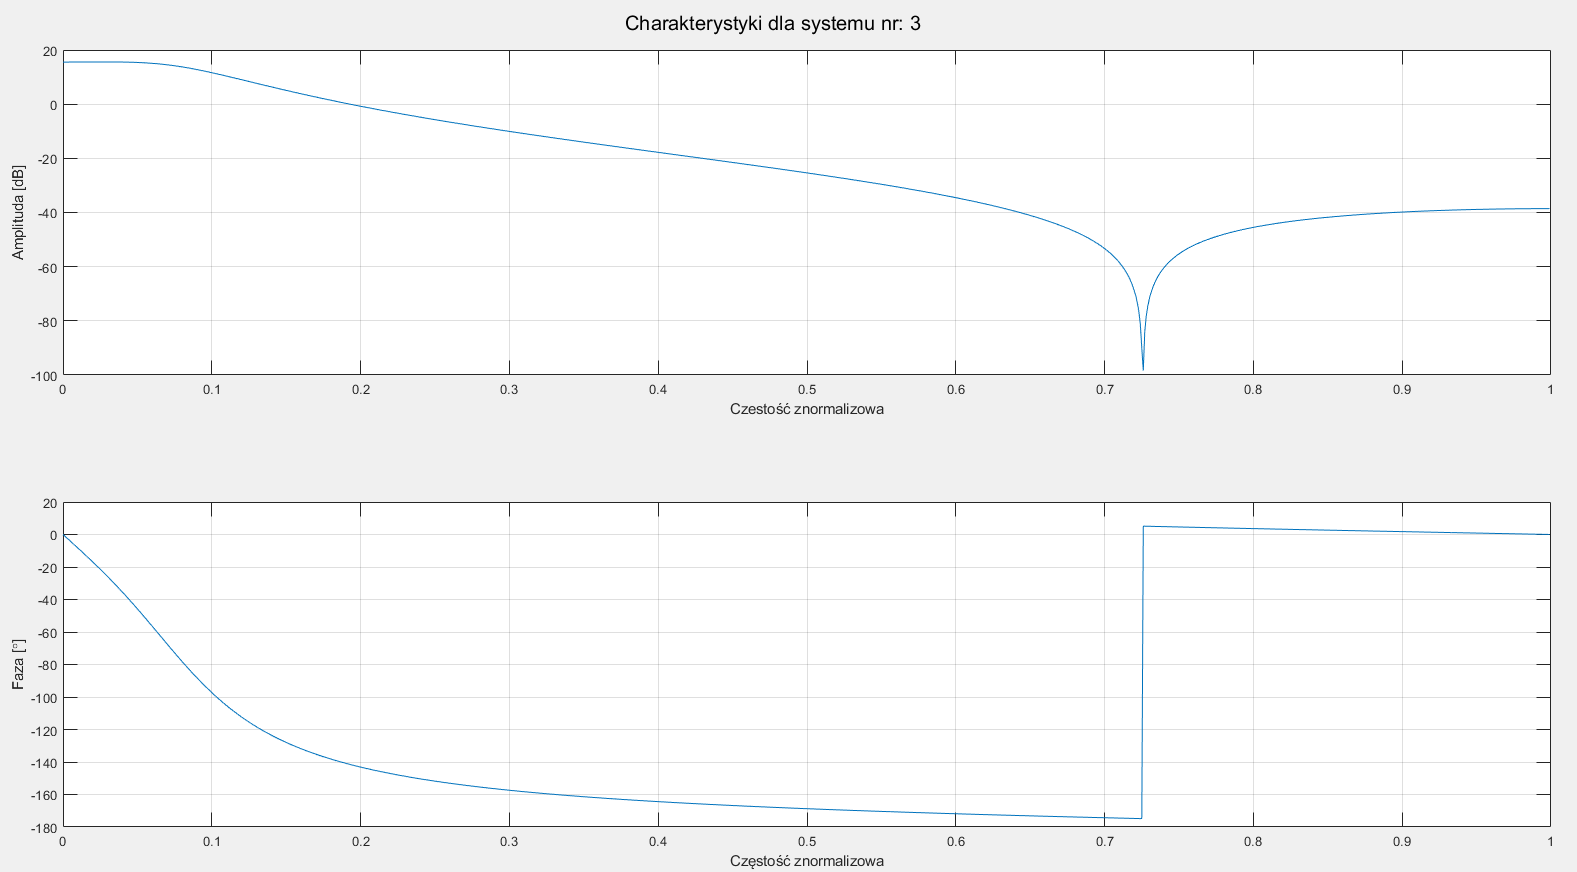 Charakterystyki dla systemu nr: 3
20
0
-20
-40
-60
-80
-100
Amplituda [dB]
0 0.1 0.2 0.3 0.4 0.5 0.6 0.7 0.8 0.9 1
Czestość znormalizowa
20
0
-20
-40
-60
-80
-100
-120
-140
-160
-180
Faza [°]
0 0.1 0.2 0.3 0.4 0.5 0.6 0.7 0.8 0.9 1
Częstość znormalizowa